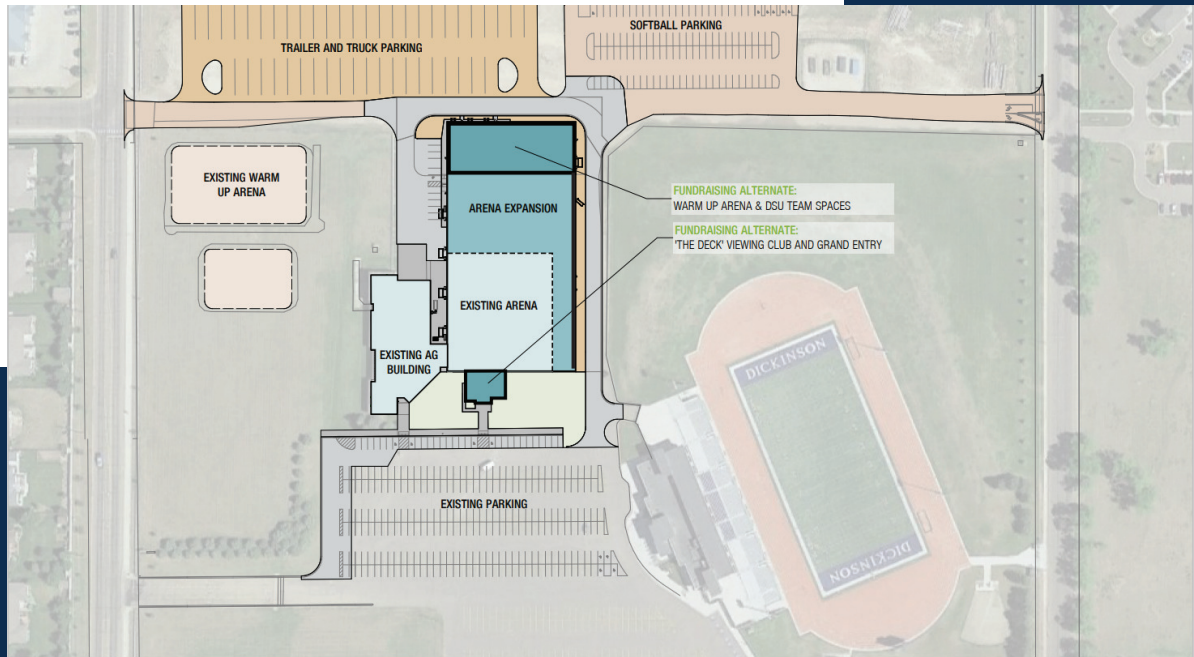 TRAILER AND TRUCK PARKING
SOFTBALL PARKING
EXISTING WARM
UP ARENA
ARENA EXPANSION
FUNDRAISING ALTERNATE:
WARM UP ARENA & DSU TEAM SPACES
FUNDRAISING ALTERNATE:
'THE DECK' VIEWING CLUB AND GRAND ENTRY
EXISTING ARENA
EXISTING AG
BUILDING
DICKINSON
EXISTING PARKING
DICKINSON